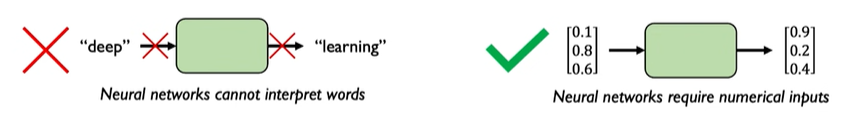 "deep"
"learning"
Neural networks cannot interpret words
0.1
0.8
0.6
0.9
0.2
0.4
Neural networks require numerical inputs